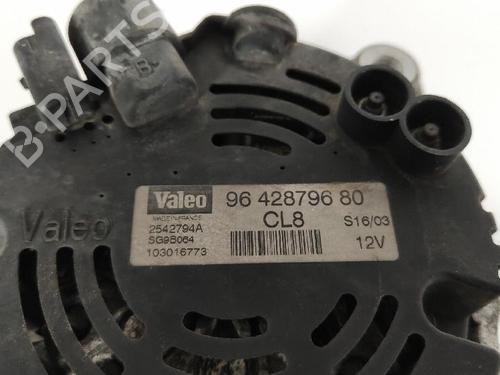 B
B-PARTS
Valeo
Valeo 96 428796 80
MADE IN FRANCE CL8 S16/03
2542794A
SG9B064 12V
103016773